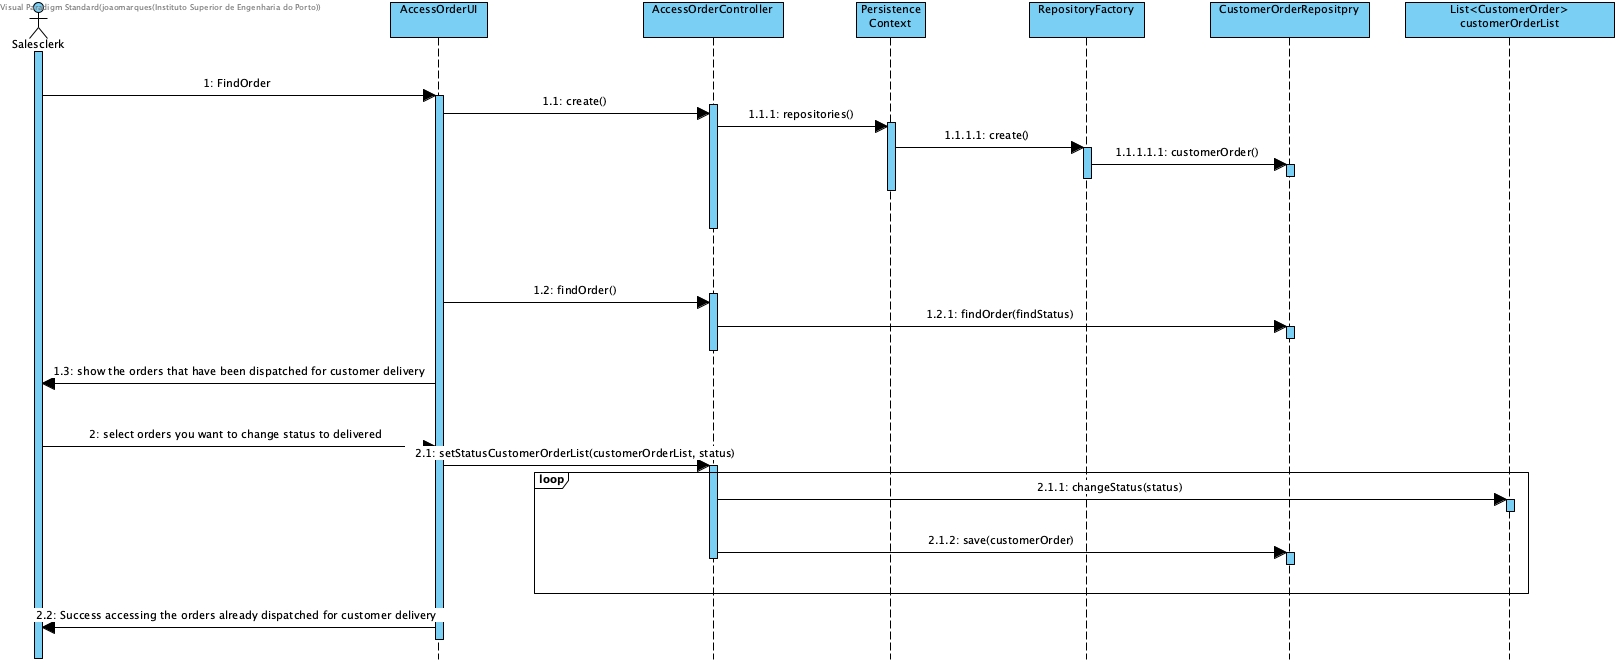 Visual Paradigm Standard(joaomarques(Instituto Superior de Engenharia do Porto))
Salesclerk
AccessOrderUI
AccessOrderController
Persistence
Context
RepositoryFactory
CustomerOrderRepositpry
List<CustomerOrder>
customerOrderList
1: FindOrder
1.1: create()
1.1.1: repositories()
1.1.1.1: create()
1.1.1.1.1: customerOrder()
1.2: findOrder()
1.2.1: findOrder(findStatus)
1.3: show the orders that have been dispatched for customer delivery
2: select orders you want to change status to delivered
2.1: setStatusCustomerOrderList(customerOrderList, status)
loop
2.1.1: changeStatus(status)
2.1.2: save(customerOrder)
2.2: Success accessing the orders already dispatched for customer delivery